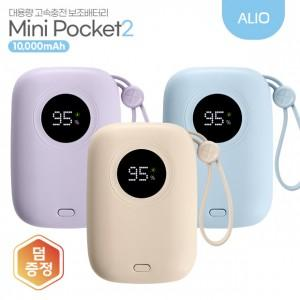 대용량 고속충전 보조배터리
Mini Pocket2
10,000mAh
ALIO
95%
95%
95%
덤
증정